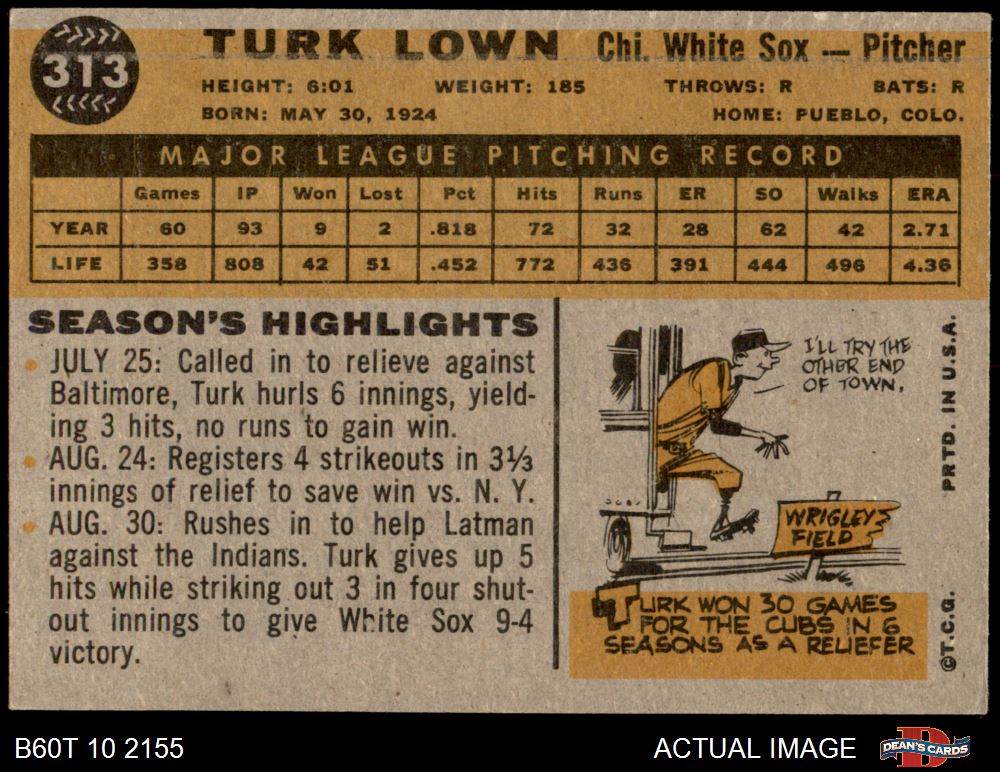 313
TURK LOWN Chi. White Sox — Pitcher
HEIGHT: 6:01 WEIGHT: 185 THROWS: R BATS: R
BORN: MAY 30, 1924 HOME: PUEBLO, COLO.
MAJOR LEAGUE PITCHING RECORD
Games IP Won Lost Pct Hits Runs ER SO Walks ERA
YEAR 60 93 9 2 .818 72 32 28 62 42 2.71
LIFE 358 808 42 51 .452 772 436 391 444 496 4.36
SEASON'S HIGHLIGHTS
• JULY 25: Called in to relieve against
Baltimore, Turk hurls 6 innings, yield-
ing 3 hits, no runs to gain win.
• AUG. 24: Registers 4 strikeouts in 3⅓
innings of relief to save win vs. N. Y.
• AUG. 30: Rushes in to help Latman
against the Indians. Turk gives up 5
hits while striking out 3 in four shut-
out innings to give White Sox 9-4
victory.
I'LL TRY THE
OTHER END
OF TOWN.
WRIGLEY
FIELD
TURK WON 30 GAMES
FOR THE CUBS IN 6
SEASONS AS A RELIEFER
PRTD. IN U.S.A.
©T.C.G.
B60T 10 2155
ACTUAL IMAGE
D
DEAN'S CARDS